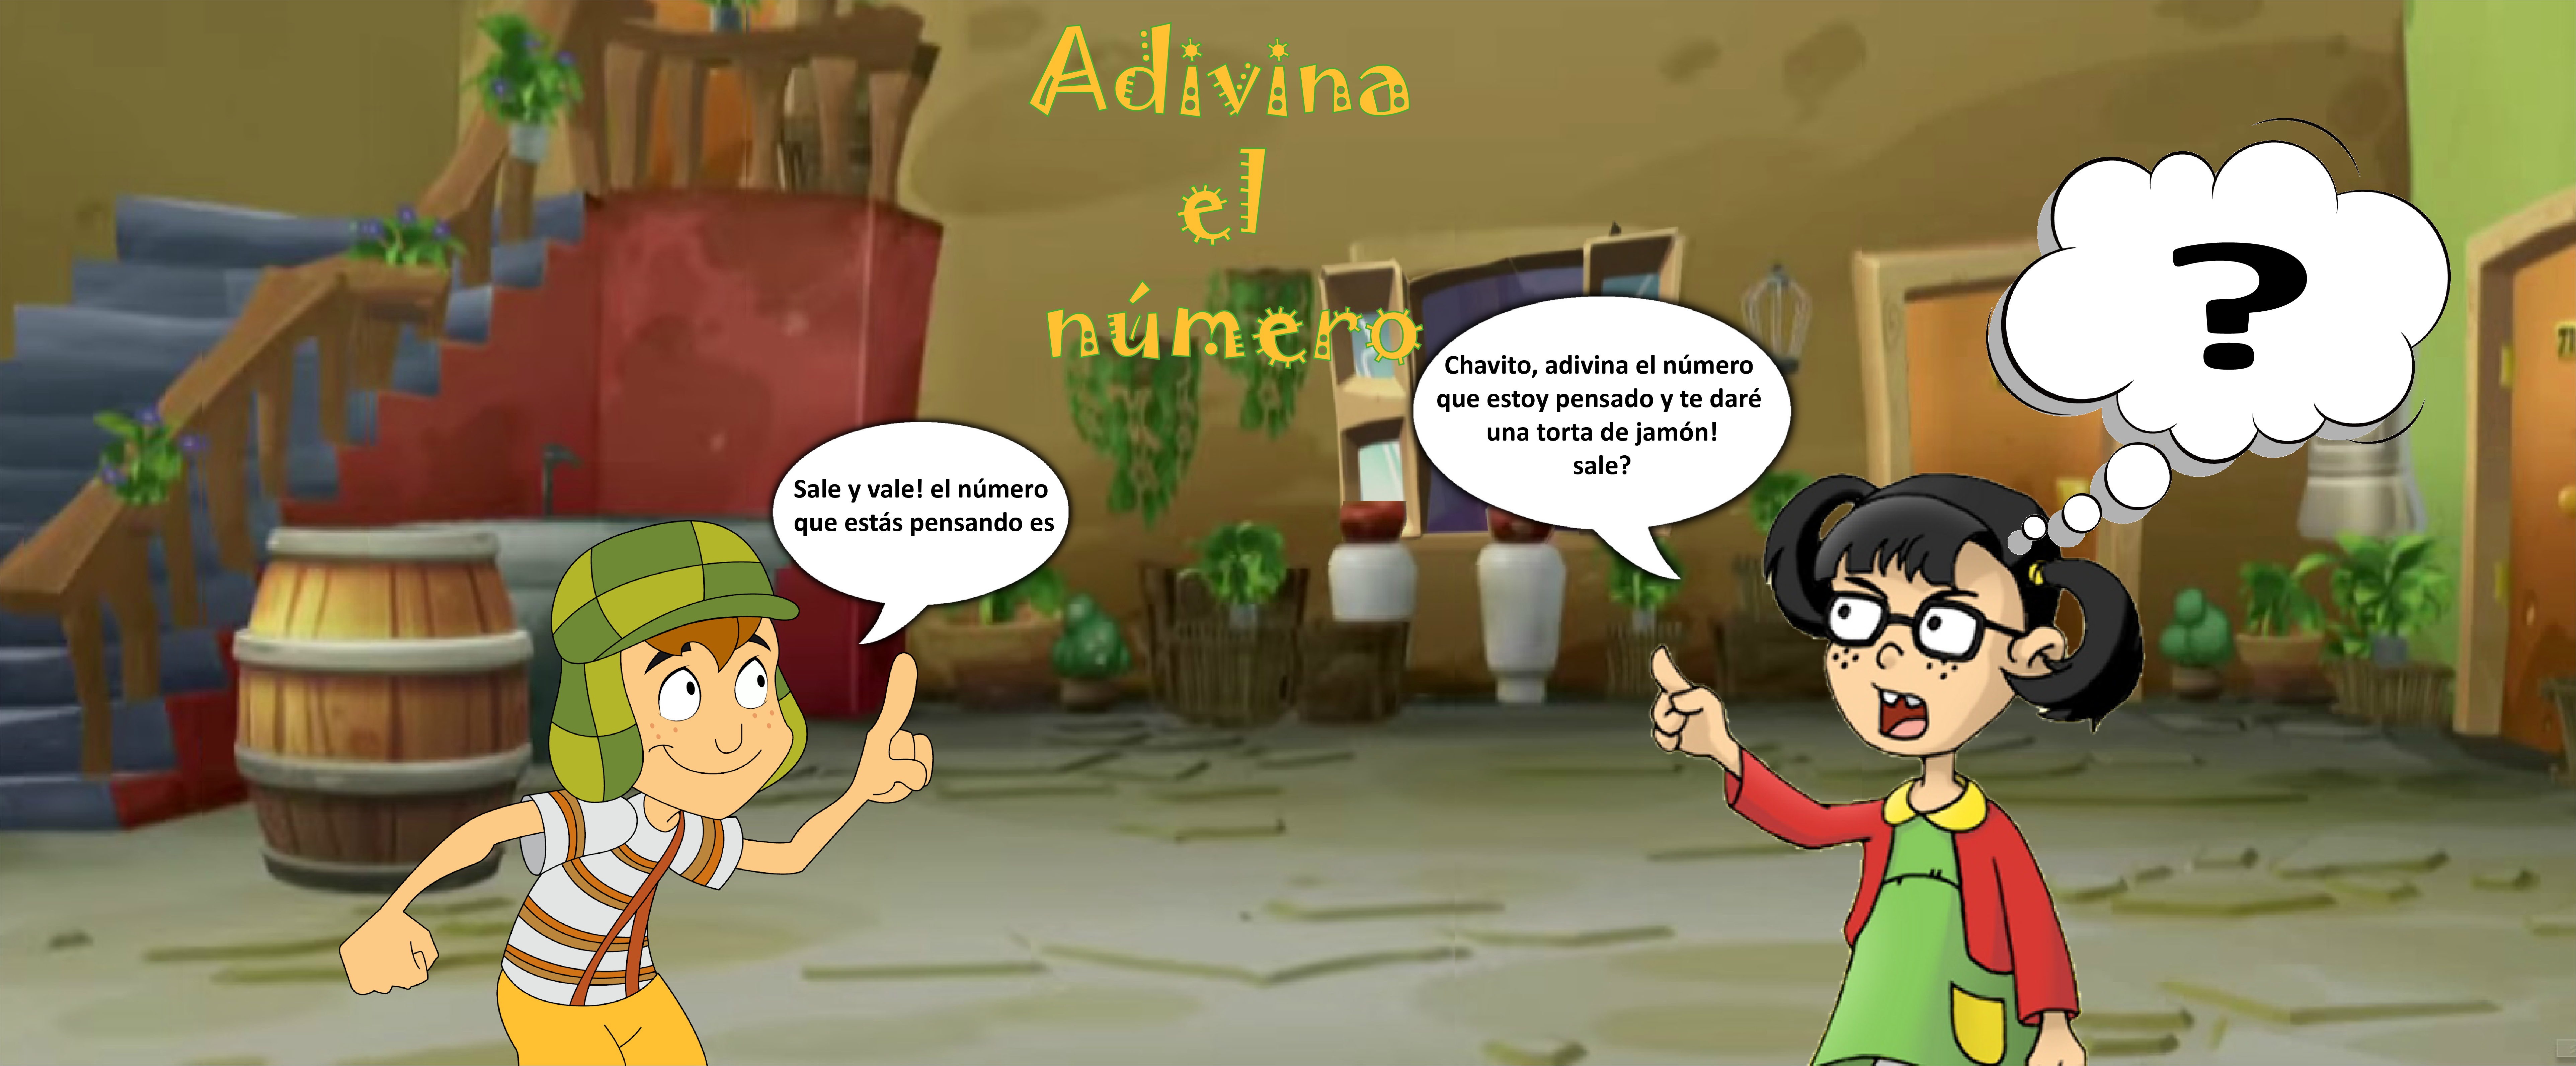 Adivina
el
número
Chavito, adivina el número
que estoy pensado y te daré
una torta de jamón!
sale?
Sale y vale! el número
que estás pensando es
?
71